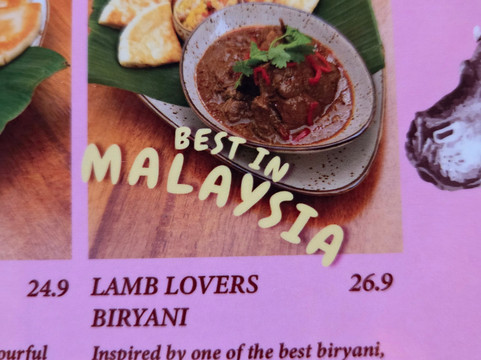 BEST IN
MALAYSIA
24.9
LAMB LOVERS 26.9
BIRYANI
Inspired by one of the best biryani,